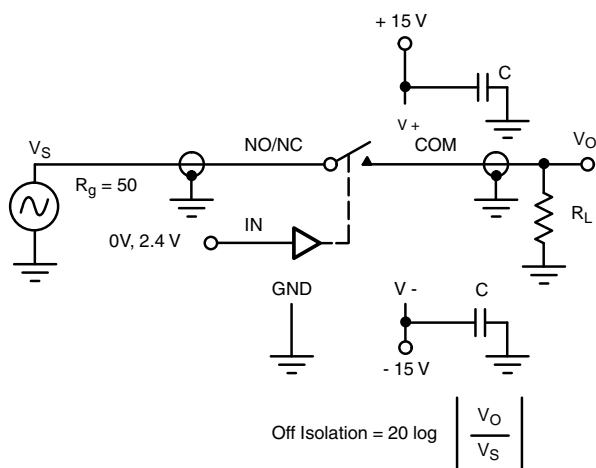 + 15 V
C
V +
V_S
NO/NC
COM
V_O
R_g = 50
R_L
0V, 2.4 V
IN
GND
V -
C
- 15 V
Off Isolation = 20 log | V_O / V_S |